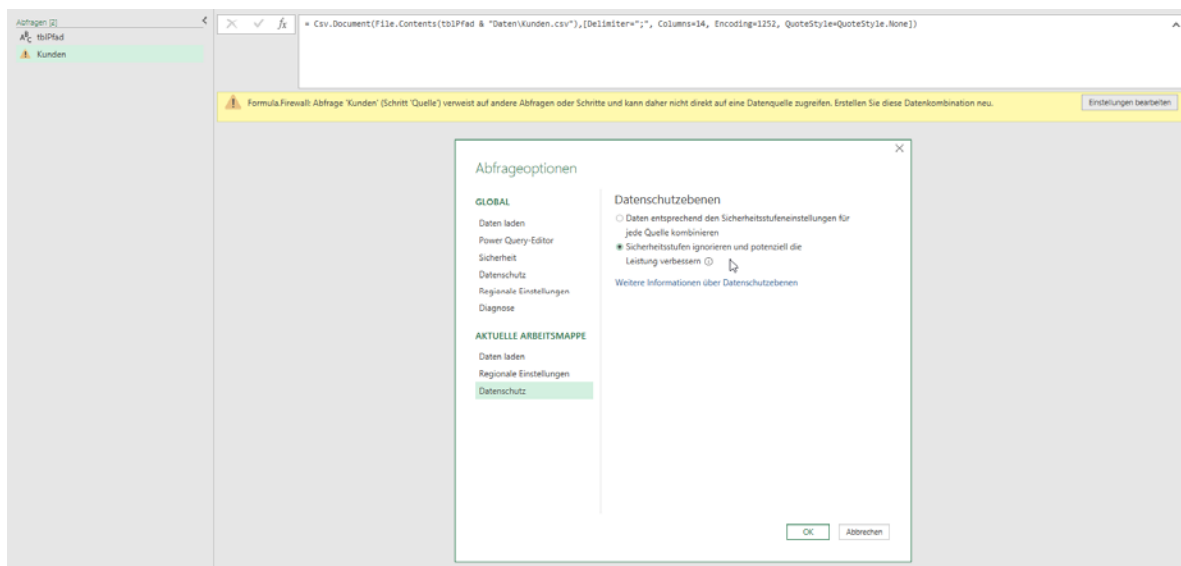 Abfragen [2]
= Csv.Document(File.Contents(tblPfad & "Daten\Kunden.csv"),[Delimiter=";", Columns=14, Encoding=1252, QuoteStyle=QuoteStyle.None])
ABC tblPfad
Kunden
Formula.Firewall: Abfrage 'Kunden' (Schritt 'Quelle') verweist auf andere Abfragen oder Schritte und kann daher nicht direkt auf eine Datenquelle zugreifen. Erstellen Sie diese Datenkombination neu.
Einstellungen bearbeiten
Abfrageoptionen
GLOBAL
Daten laden
Power Query-Editor
Sicherheit
Datenschutz
Regionale Einstellungen
Diagnose
AKTUELLE ARBEITSMAPPE
Daten laden
Regionale Einstellungen
Datenschutz
Datenschutzebenen
Daten entsprechend den Sicherheitsstufeneinstellungen für
jede Quelle kombinieren
Sicherheitsstufen ignorieren und potenziell die
Leistung verbessern
Weitere Informationen über Datenschutzebenen
OK
Abbrechen